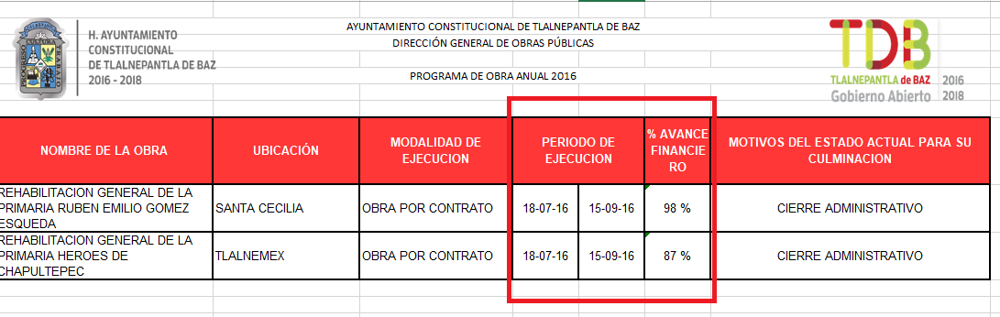 H. AYUNTAMIENTO
CONSTITUCIONAL
DE TLALNEPANTLA DE BAZ
2016 - 2018
AYUNTAMIENTO CONSTITUCIONAL DE TLALNEPANTLA DE BAZ
DIRECCIÓN GENERAL DE OBRAS PÚBLICAS
PROGRAMA DE OBRA ANUAL 2016
TDB
TLALNEPANTLA de BAZ
Gobierno Abierto
2016
2018
NOMBRE DE LA OBRA
UBICACIÓN
MODALIDAD DE
EJECUCION
PERIODO DE
EJECUCION
% AVANCE
FINANCIE
RO
MOTIVOS DEL ESTADO ACTUAL PARA SU
CULMINACION
REHABILITACION GENERAL DE LA
PRIMARIA RUBEN EMILIO GOMEZ
ESQUEDA
SANTA CECILIA
OBRA POR CONTRATO
18-07-16
15-09-16
98 %
CIERRE ADMINISTRATIVO
REHABILITACION GENERAL DE LA
PRIMARIA HEROES DE
CHAPULTEPEC
TLALNEMEX
OBRA POR CONTRATO
18-07-16
15-09-16
87 %
CIERRE ADMINISTRATIVO